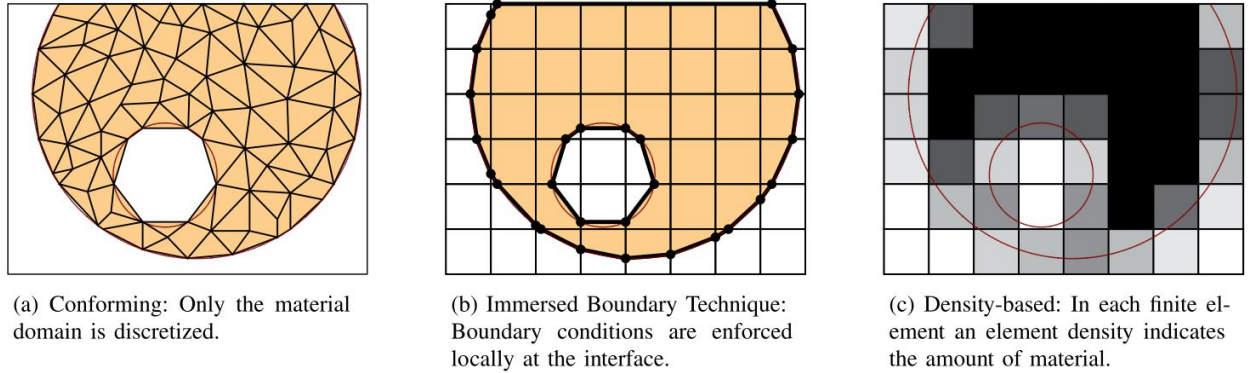 (a) Conforming: Only the material
domain is discretized.
(b) Immersed Boundary Technique:
Boundary conditions are enforced
locally at the interface.
(c) Density-based: In each finite el-
ement an element density indicates
the amount of material.